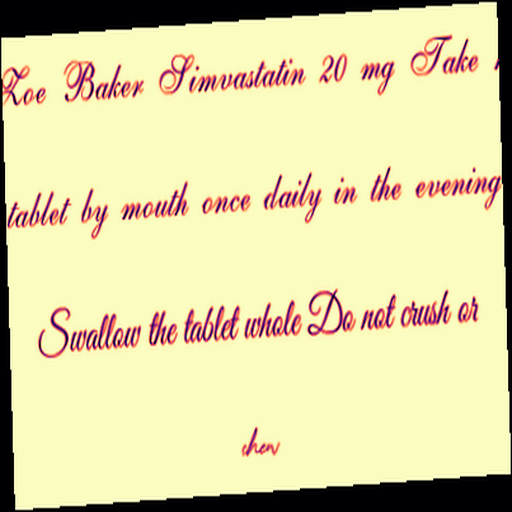 Zoe Baker Simvastatin 20 mg Take
tablet by mouth once daily in the evening
Swallow the tablet whole Do not crush or
chew